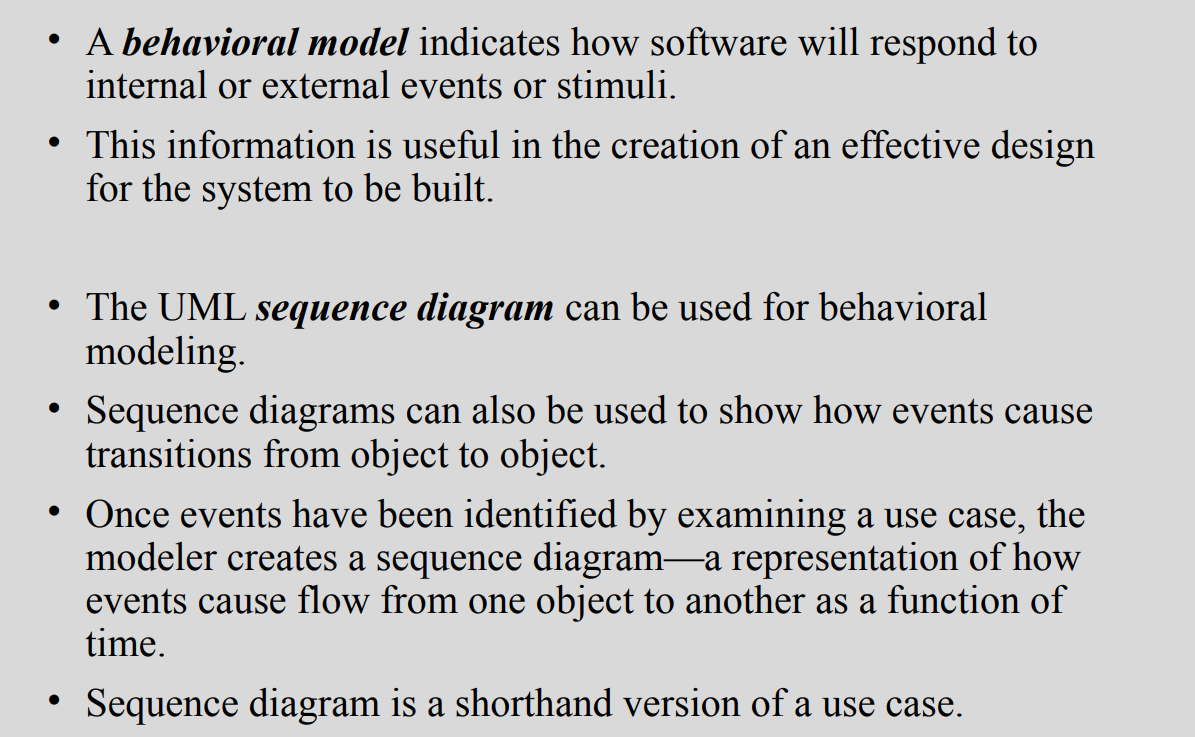 • A behavioral model indicates how software will respond to
internal or external events or stimuli.
• This information is useful in the creation of an effective design
for the system to be built.
• The UML sequence diagram can be used for behavioral
modeling.
• Sequence diagrams can also be used to show how events cause
transitions from object to object.
• Once events have been identified by examining a use case, the
modeler creates a sequence diagram—a representation of how
events cause flow from one object to another as a function of
time.
• Sequence diagram is a shorthand version of a use case.